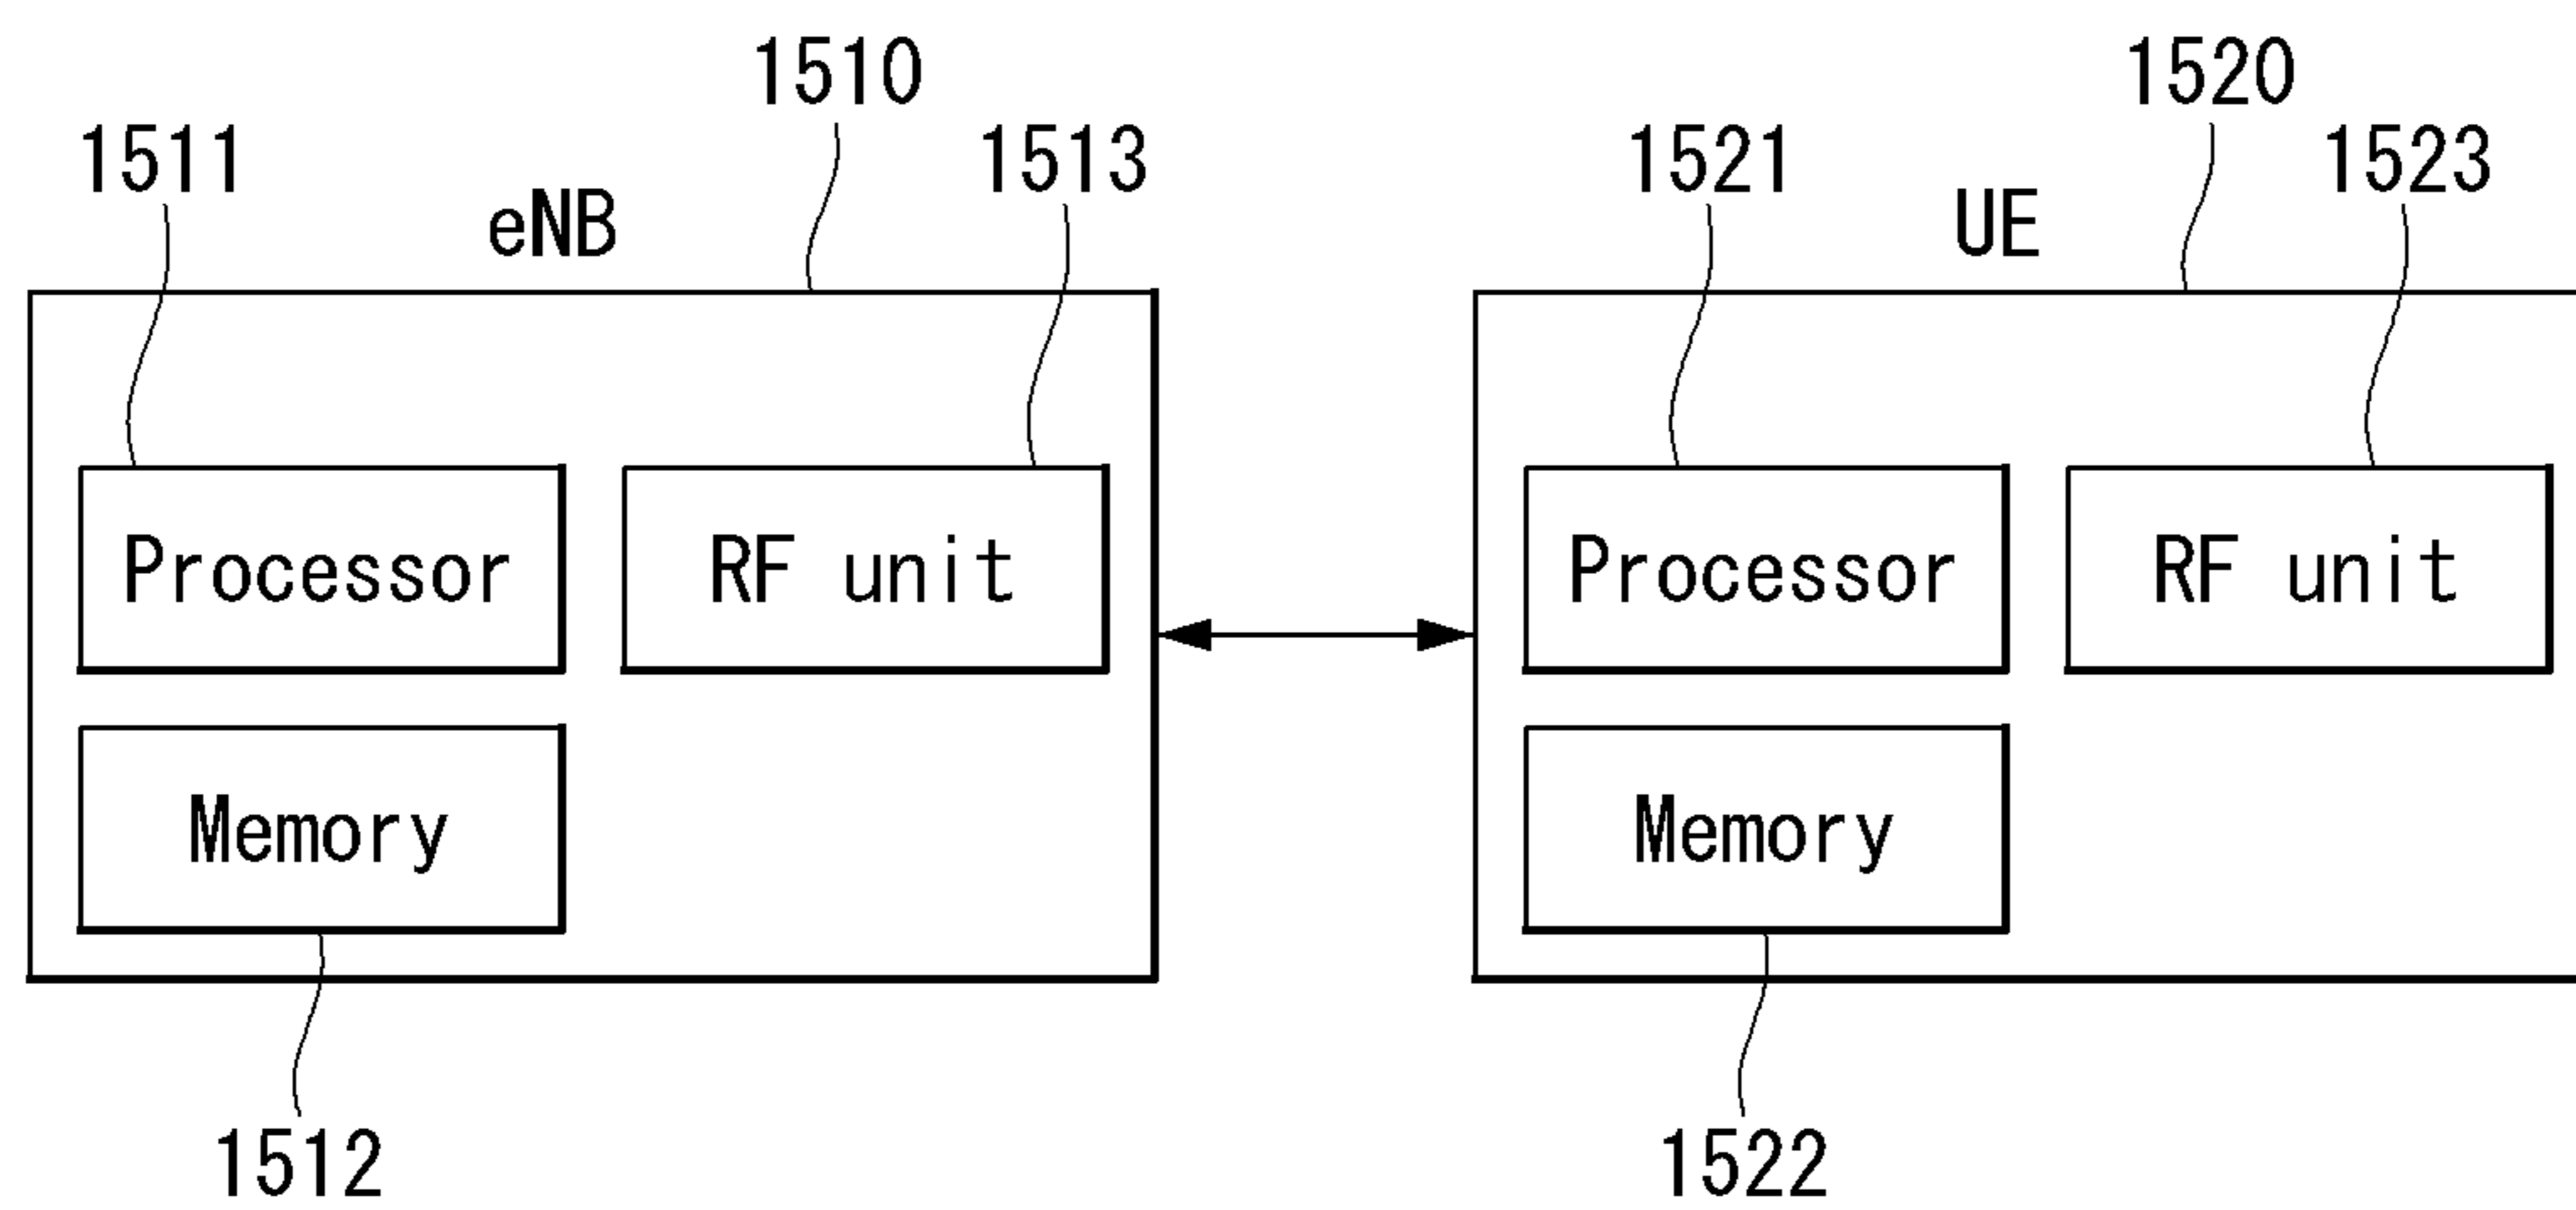 1510
1520
1511
1513
1521
1523
eNB
UE
Processor
RF unit
Processor
RF unit
Memory
Memory
1512
1522